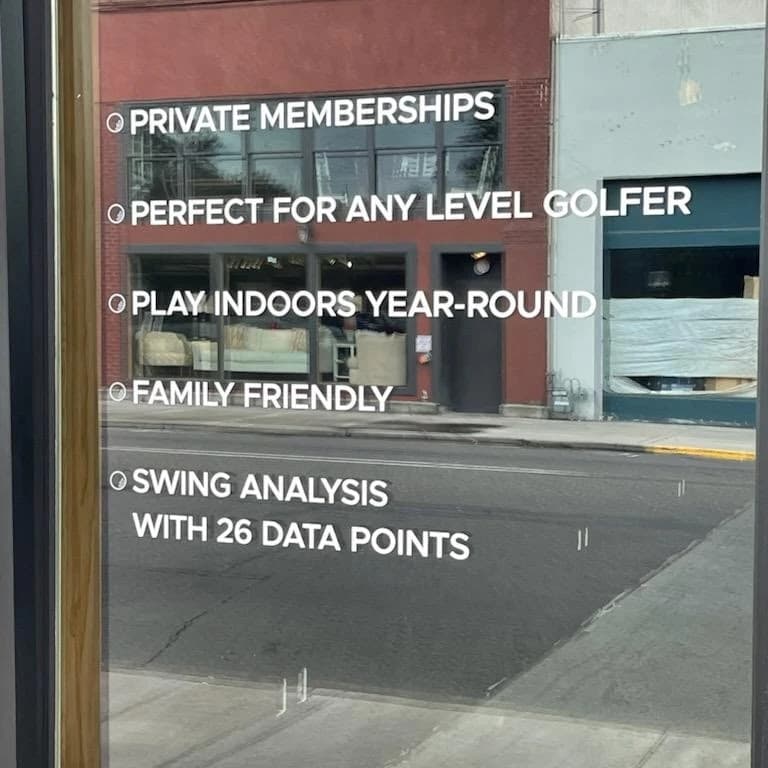 PRIVATE MEMBERSHIPS
PERFECT FOR ANY LEVEL GOLFER
PLAY INDOORS YEAR-ROUND
FAMILY FRIENDLY
SWING ANALYSIS
WITH 26 DATA POINTS